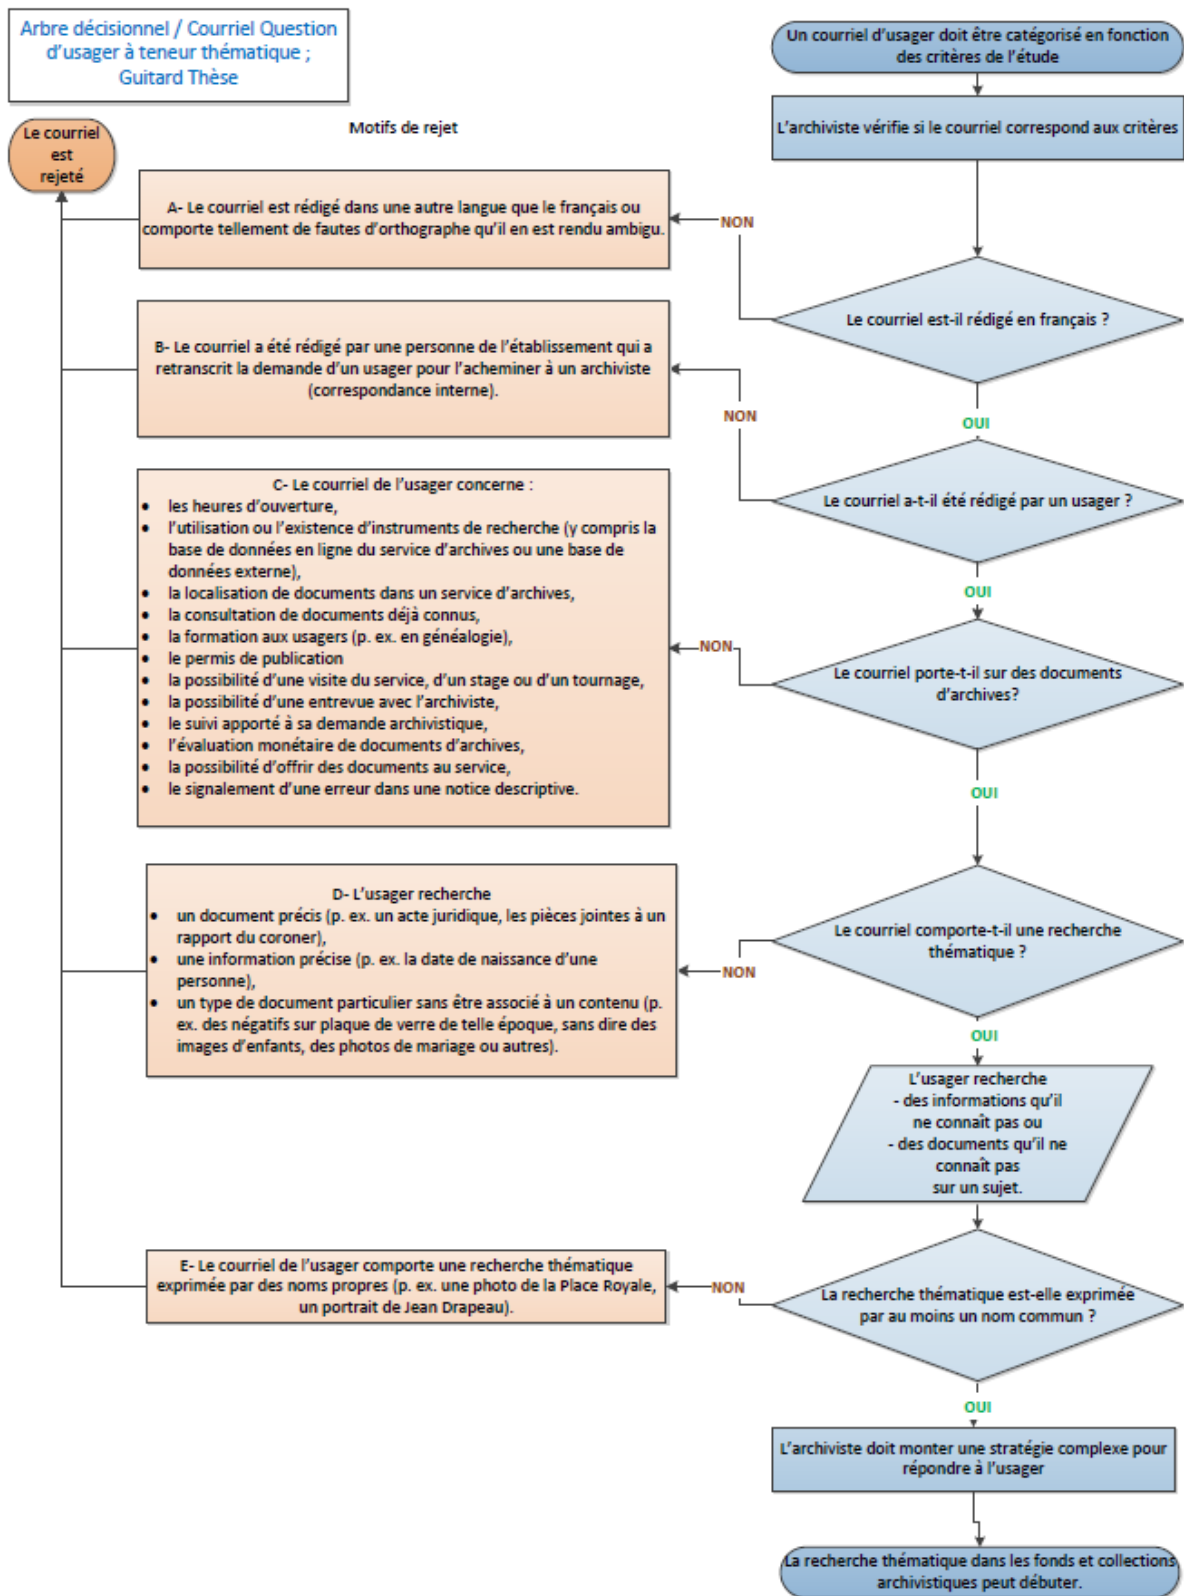 Arbre décisionnel / Courriel Question
d'usager à teneur thématique ;
Guitard Thèse
Un courriel d'usager doit être catégorisé en fonction
des critères de l'étude
L'archiviste vérifie si le courriel correspond aux critères
Motifs de rejet
Le courriel
est
rejeté
A- Le courriel est rédigé dans une autre langue que le français ou
comporte tellement de fautes d'orthographe qu'il en est rendu ambigu.
NON
Le courriel est-il rédigé en français ?
OUI
B- Le courriel a été rédigé par une personne de l'établissement qui a
retranscrit la demande d'un usager pour l'acheminer à un archiviste
(correspondance interne).
NON
Le courriel a-t-il été rédigé par un usager ?
OUI
C- Le courriel de l'usager concerne :
• les heures d'ouverture,
• l'utilisation ou l'existence d'instruments de recherche (y compris la
base de données en ligne du service d'archives ou une base de
données externe),
• la localisation de documents dans un service d'archives,
• la consultation de documents déjà connus,
• la formation aux usagers (p. ex. en généalogie),
• le permis de publication
• la possibilité d'une visite du service, d'un stage ou d'un tournage,
• la possibilité d'une entrevue avec l'archiviste,
• le suivi apporté à sa demande archivistique,
• l'évaluation monétaire de documents d'archives,
• la possibilité d'offrir des documents au service,
• le signalement d'une erreur dans une notice descriptive.
NON
Le courriel porte-t-il sur des documents
d'archives?
OUI
D- L'usager recherche
• un document précis (p. ex. un acte juridique, les pièces jointes à un
rapport du coroner),
• une information précise (p. ex. la date de naissance d'une
personne),
• un type de document particulier sans être associé à un contenu (p.
ex. des négatifs sur plaque de verre de telle époque, sans dire des
images d'enfants, des photos de mariage ou autres).
NON
Le courriel comporte-t-il une recherche
thématique ?
OUI
L'usager recherche
- des informations qu'il
ne connaît pas ou
- des documents qu'il ne
connaît pas
sur un sujet.
E- Le courriel de l'usager comporte une recherche thématique
exprimée par des noms propres (p. ex. une photo de la Place Royale,
un portrait de Jean Drapeau).
NON
La recherche thématique est-elle exprimée
par au moins un nom commun ?
OUI
L'archiviste doit monter une stratégie complexe pour
répondre à l'usager
La recherche thématique dans les fonds et collections
archivistiques peut débuter.